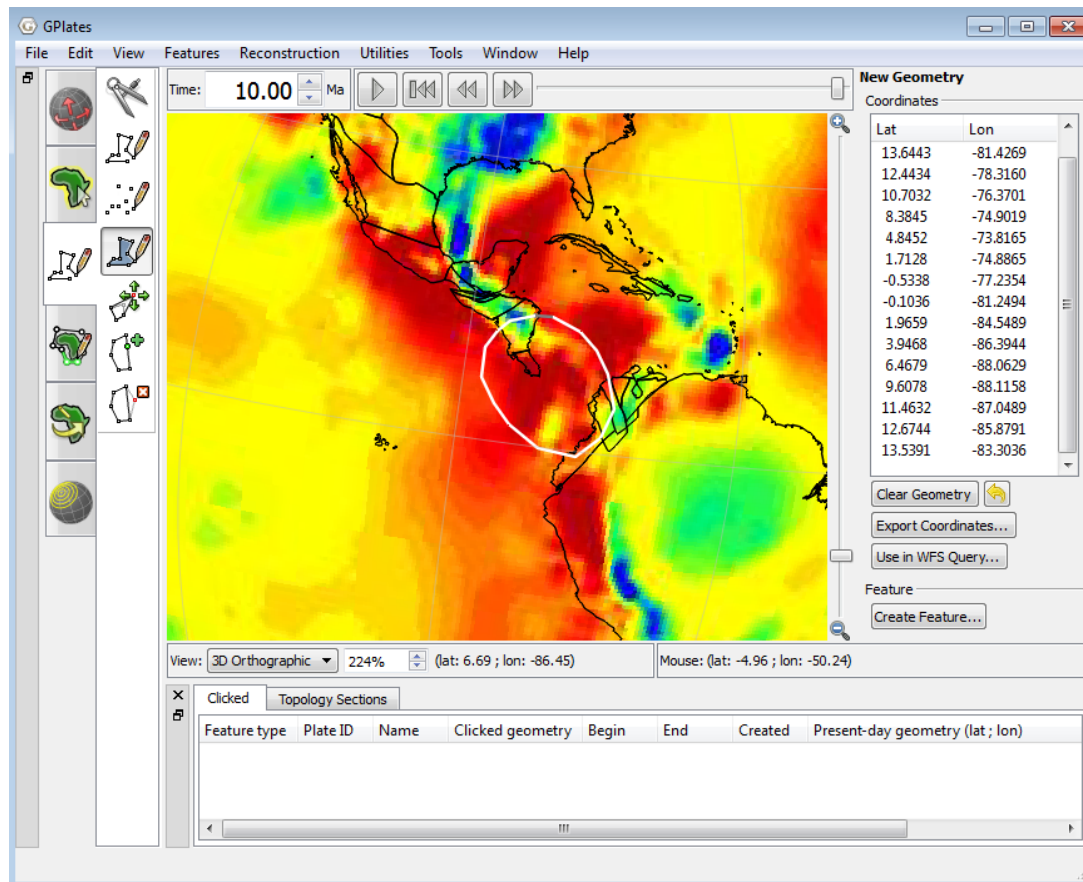 GPlates
File Edit View Features Reconstruction Utilities Tools Window Help
Time: 10.00 Ma
New Geometry
Coordinates
Lat Lon
13.6443 -81.4269
12.4434 -78.3160
10.7032 -76.3701
8.3845 -74.9019
4.8452 -73.8165
1.7128 -74.8865
-0.5338 -77.2354
-0.1036 -81.2494
1.9659 -84.5489
3.9468 -86.3944
6.4679 -88.0629
9.6078 -88.1158
11.4632 -87.0489
12.6744 -85.8791
13.5391 -83.3036
Clear Geometry
Export Coordinates...
Use in WFS Query...
Feature
Create Feature...
View: 3D Orthographic 224% (lat: 6.69 ; lon: -86.45) Mouse: (lat: -4.96 ; lon: -50.24)
Clicked Topology Sections
Feature type Plate ID Name Clicked geometry Begin End Created Present-day geometry (lat ; lon)